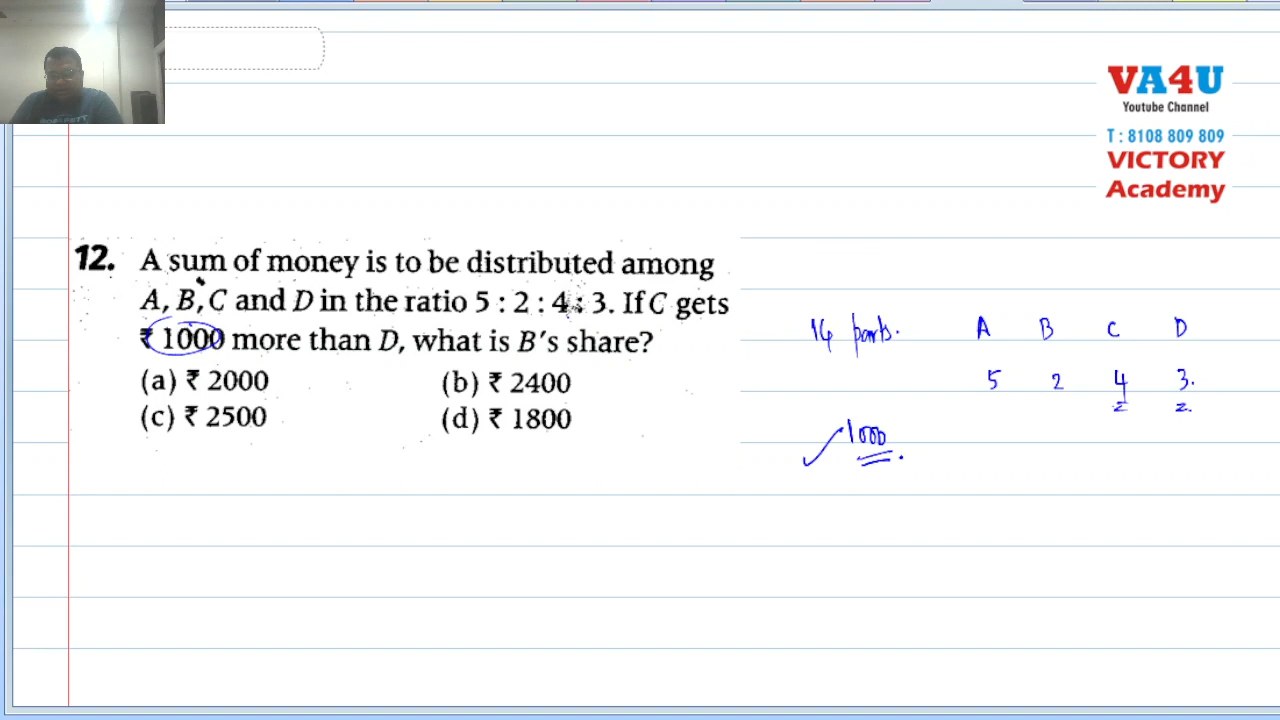 VA4U
Youtube Channel
T : 8108 809 809
VICTORY
Academy
12. A sum of money is to be distributed among
A, B, C and D in the ratio 5 : 2 : 4 : 3. If C gets
₹ 1000 more than D, what is B's share?
(a) ₹ 2000 (b) ₹ 2400
(c) ₹ 2500 (d) ₹ 1800
14 parts. A B C D
5 2 4 3.
1000